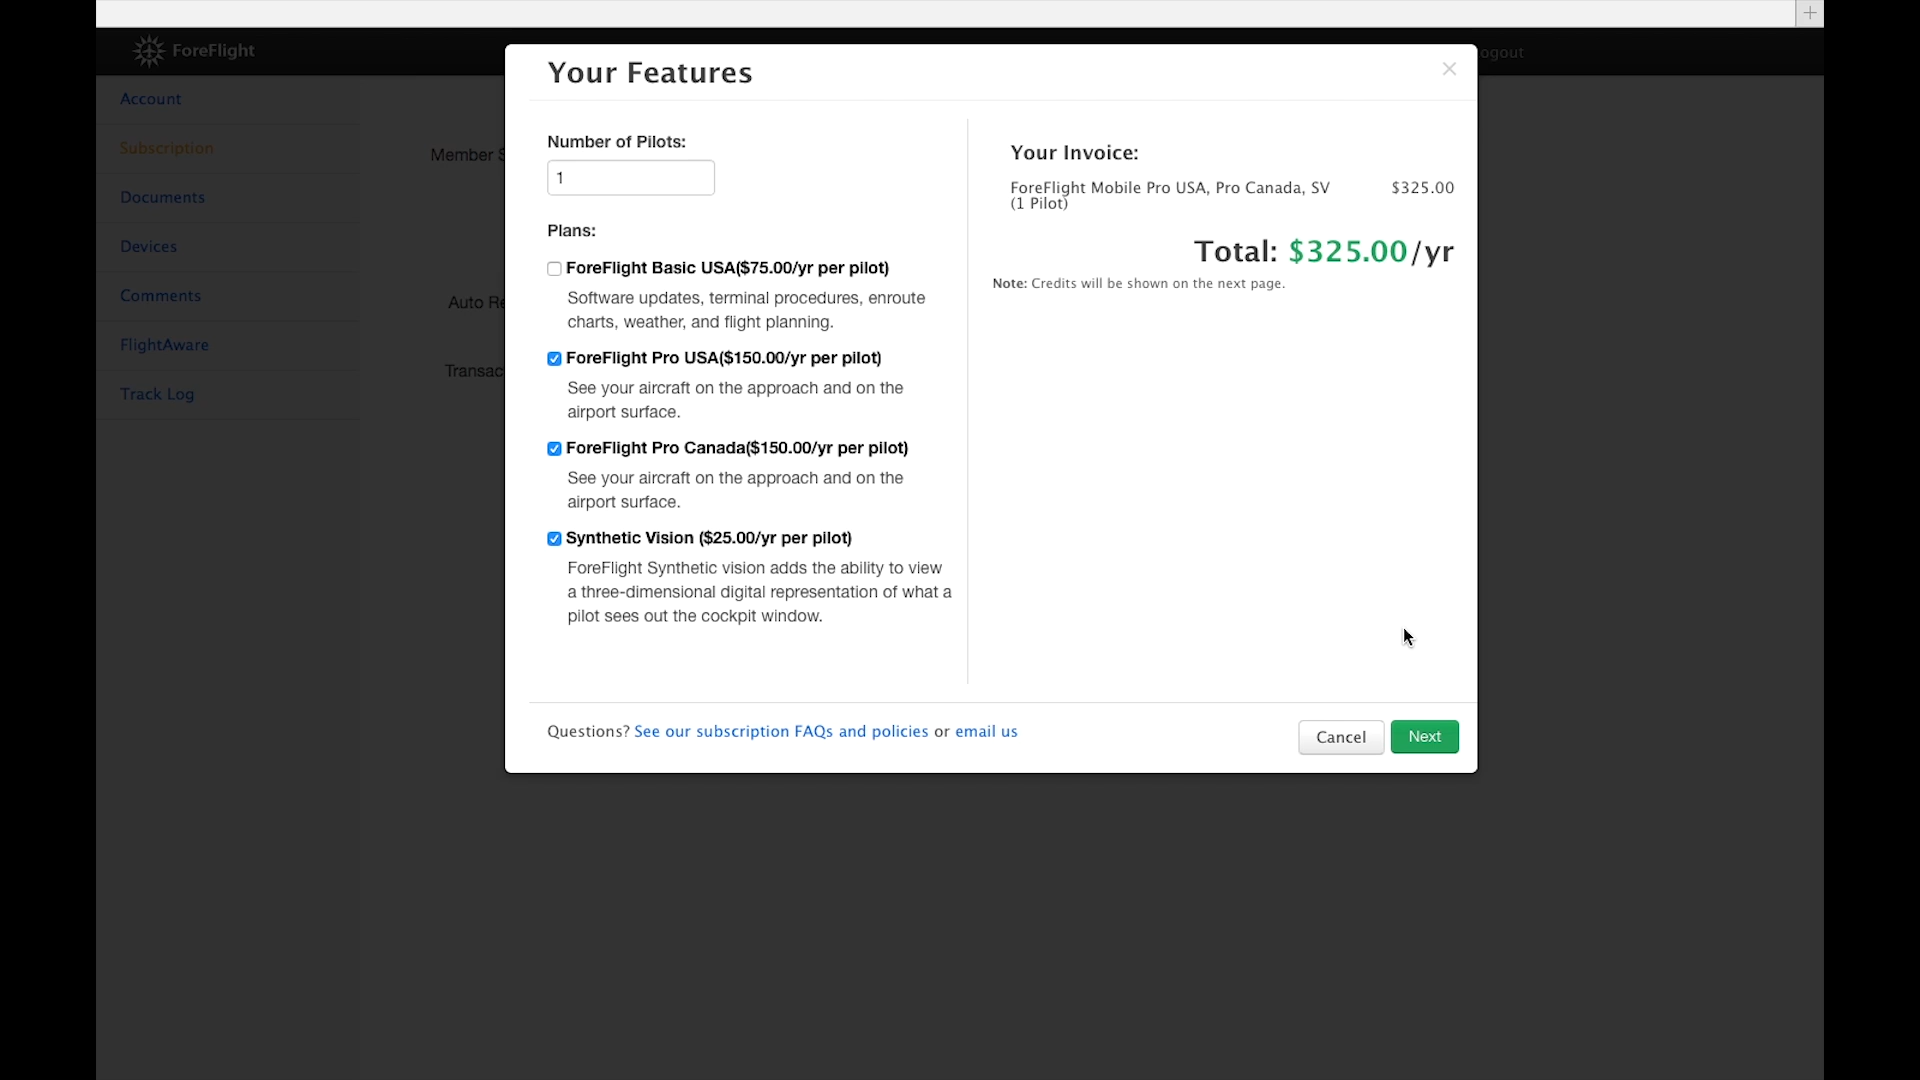 ForeFlight
ogout
Account
Subscription
Documents
Devices
Comments
FlightAware
Track Log
Member S
Auto Re
Transac
Your Features
×
Number of Pilots:
1
Plans:
ForeFlight Basic USA($75.00/yr per pilot)
Software updates, terminal procedures, enroute
charts, weather, and flight planning.
ForeFlight Pro USA($150.00/yr per pilot)
See your aircraft on the approach and on the
airport surface.
ForeFlight Pro Canada($150.00/yr per pilot)
See your aircraft on the approach and on the
airport surface.
Synthetic Vision ($25.00/yr per pilot)
ForeFlight Synthetic vision adds the ability to view
a three-dimensional digital representation of what a
pilot sees out the cockpit window.
Your Invoice:
ForeFlight Mobile Pro USA, Pro Canada, SV $325.00
(1 Pilot)
Total: $325.00/yr
Note: Credits will be shown on the next page.
Questions? See our subscription FAQs and policies or email us
Cancel
Next